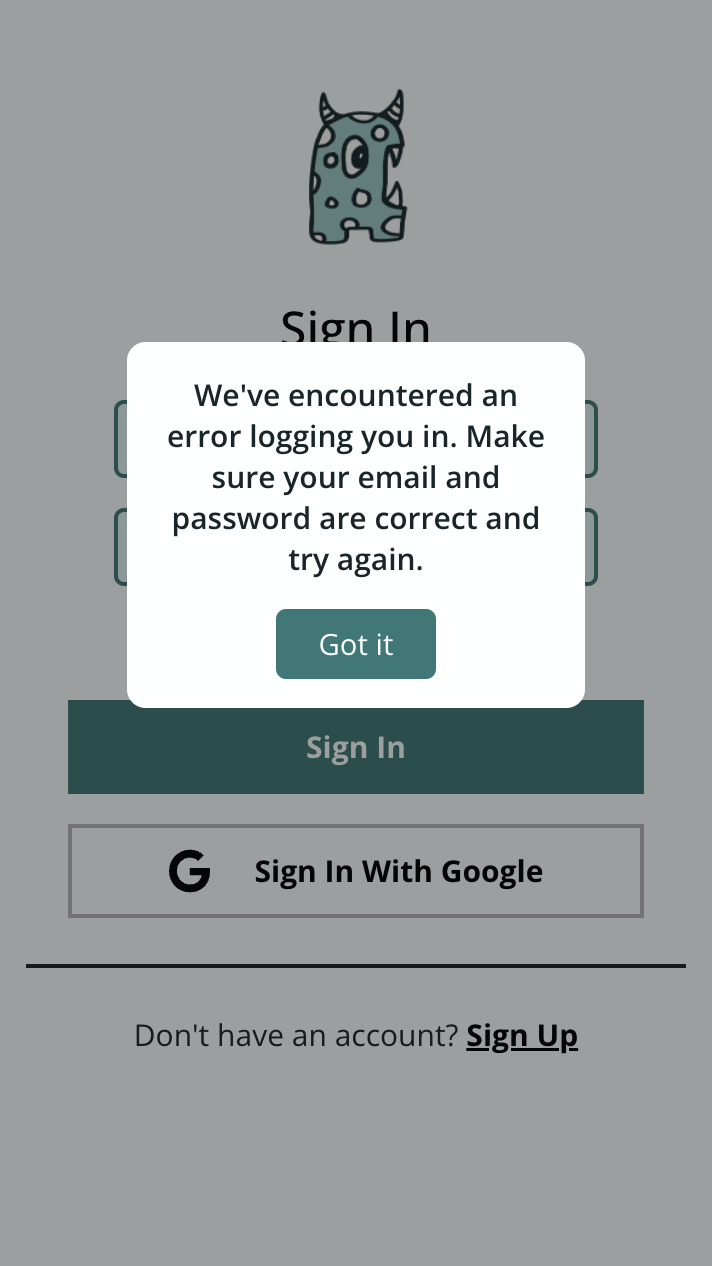 Sign In
We've encountered an
error logging you in. Make
sure your email and
password are correct and
try again.
Got it
Sign In
Sign In With Google
Don't have an account? Sign Up